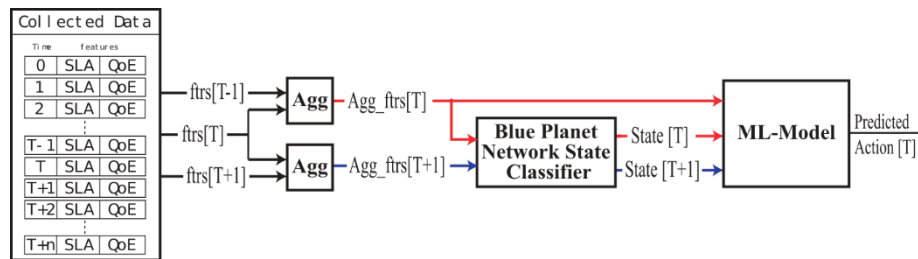 Collected Data
Time features
0 SLA QoE
1 SLA QoE
2 SLA QoE
T-1 SLA QoE
T SLA QoE
T+1 SLA QoE
T+2 SLA QoE
T+n SLA QoE
ftrs[T-1]
ftrs[T]
ftrs[T+1]
Agg
Agg
Agg_ftrs[T]
Agg_ftrs[T+1]
Blue Planet
Network State
Classifier
State [T]
State [T+1]
ML-Model
Predicted
Action [T]